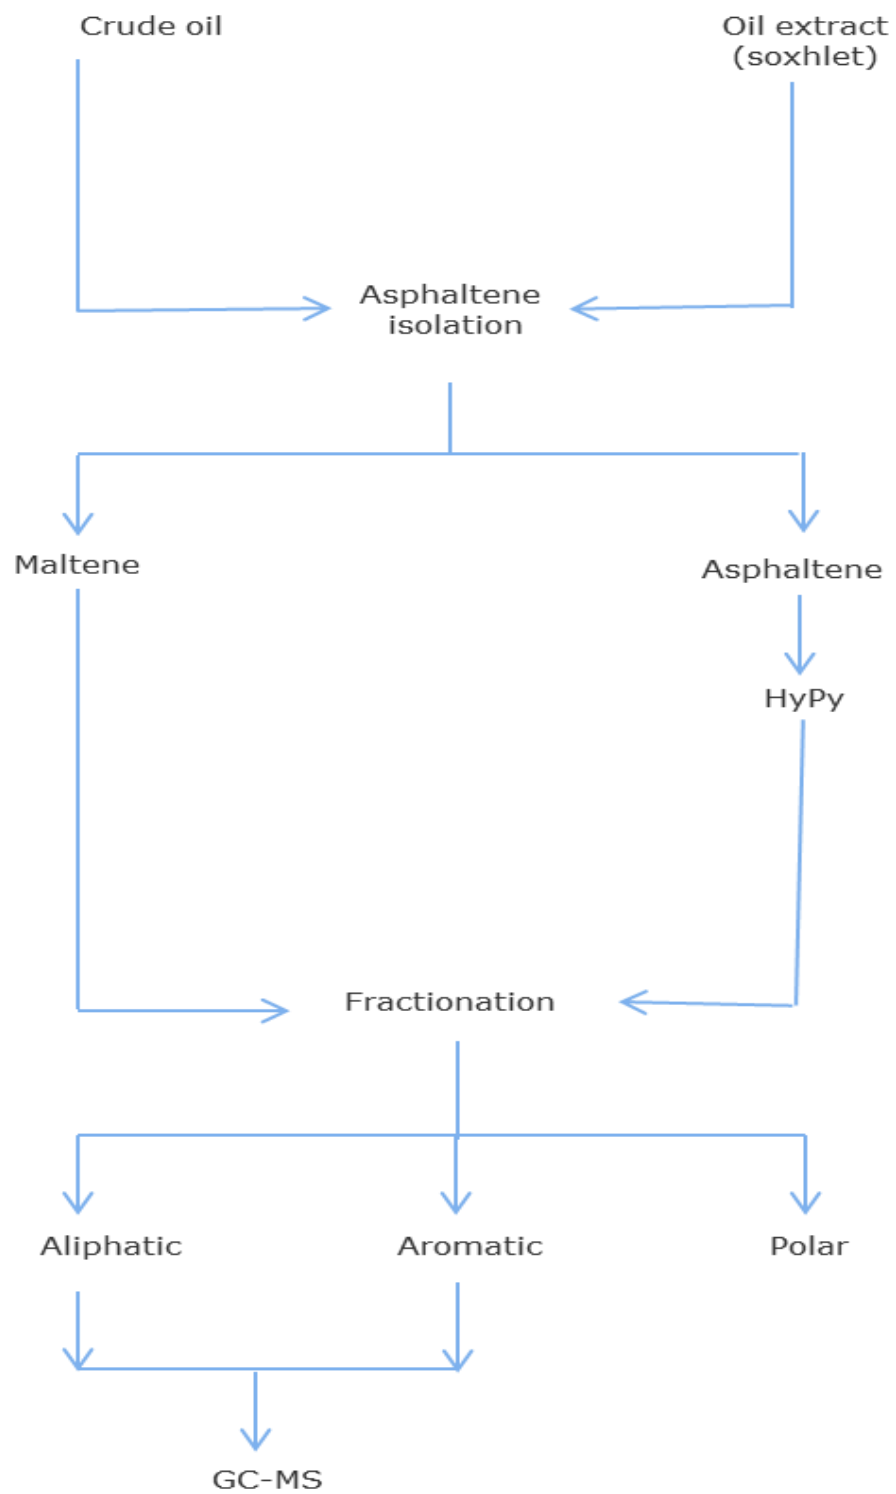 Crude oil
Oil extract
(soxhlet)
Asphaltene
isolation
Maltene
Asphaltene
HyPy
Fractionation
Aliphatic
Aromatic
Polar
GC-MS